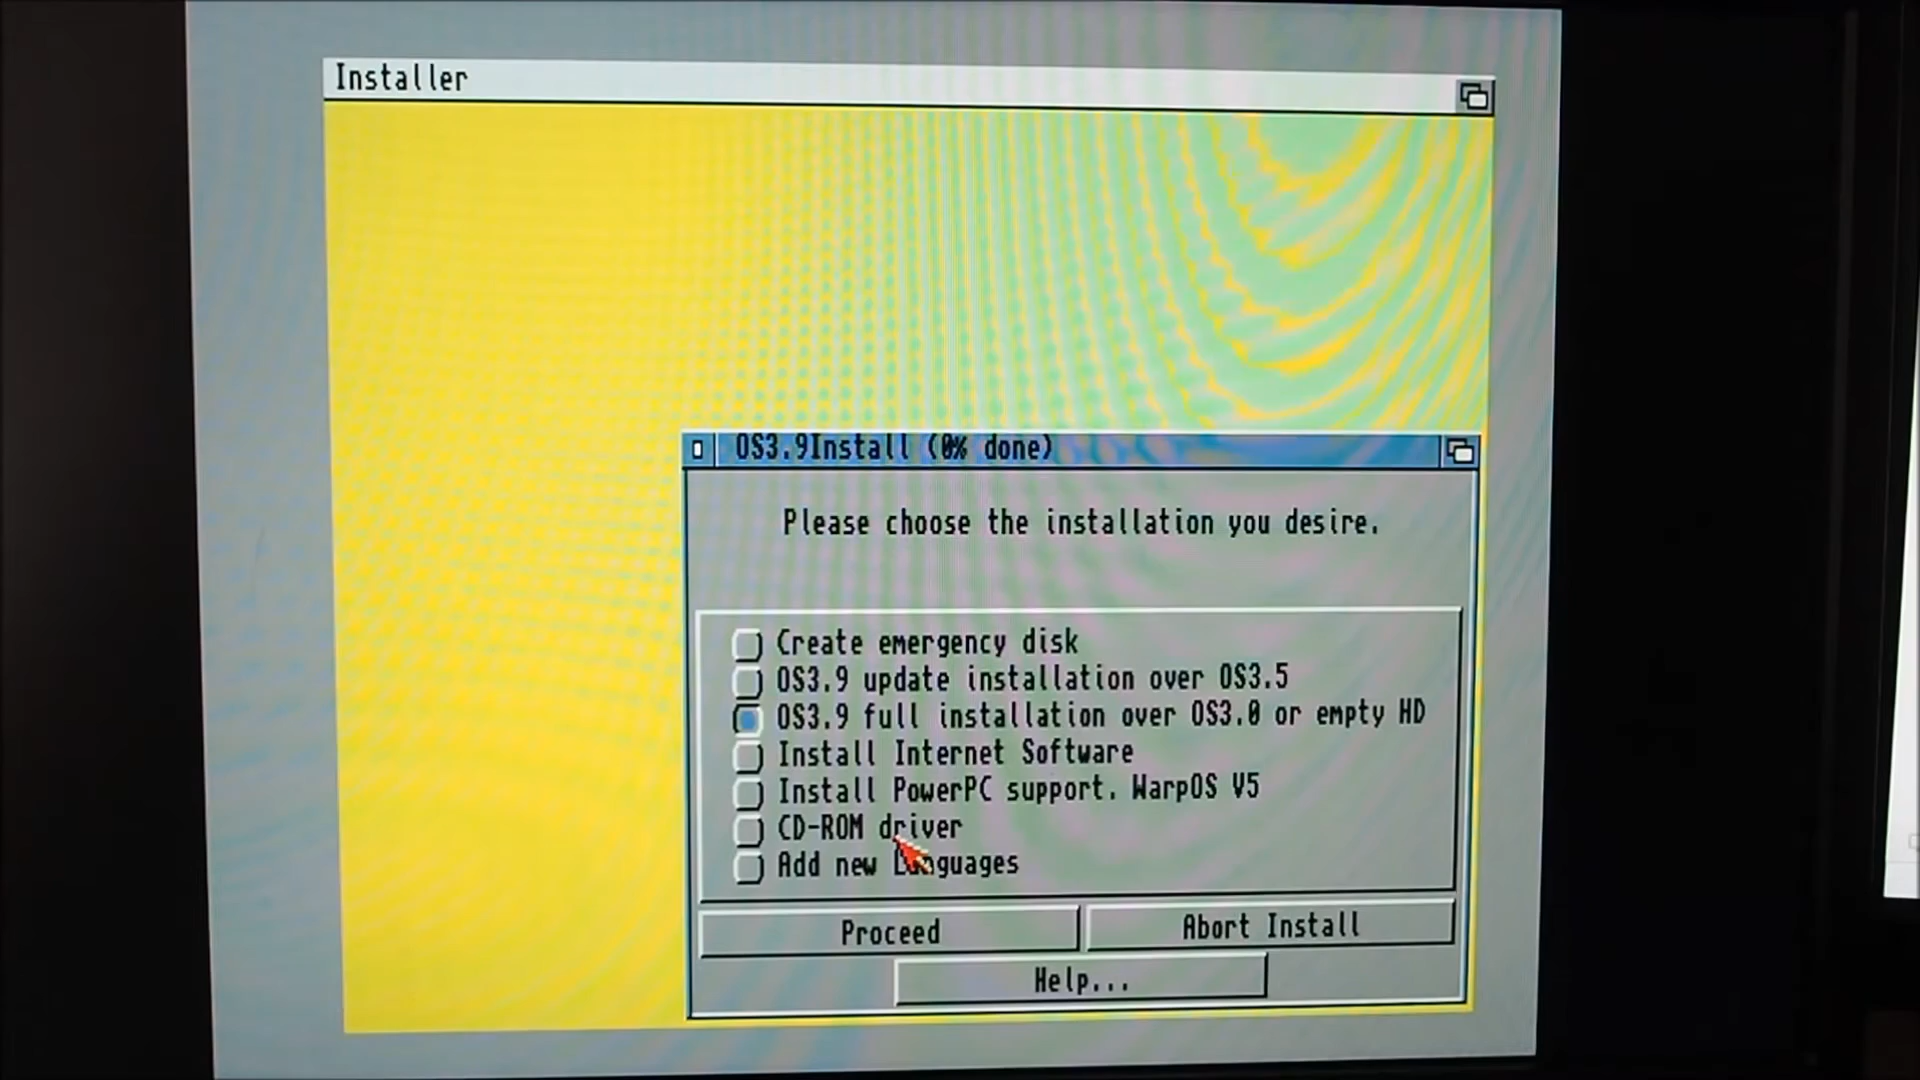 Installer
OS3.9Install (0% done)
Please choose the installation you desire.
Create emergency disk
OS3.9 update installation over OS3.5
OS3.9 full installation over OS3.0 or empty HD
Install Internet Software
Install PowerPC support. WarpOS V5
CD-ROM driver
Add new Languages
Proceed
Abort Install
Help...